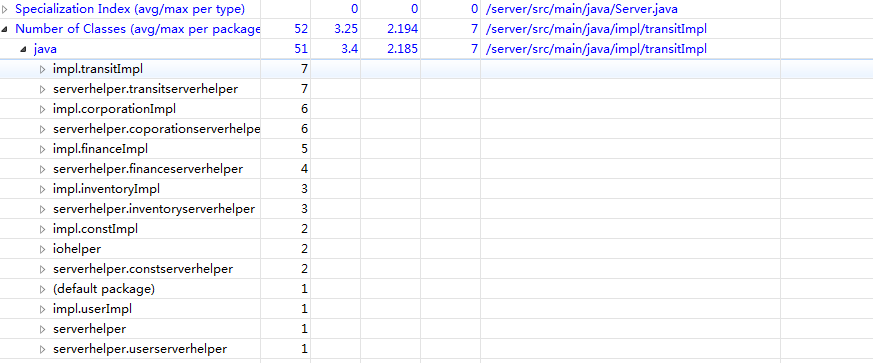 Specialization Index (avg/max per type) 0 0 0 /server/src/main/java/Server.java
Number of Classes (avg/max per package 52 3.25 2.194 7 /server/src/main/java/impl/transitImpl
java 51 3.4 2.185 7 /server/src/main/java/impl/transitImpl
impl.transitImpl 7
serverhelper.transitserverhelper 7
impl.corporationImpl 6
serverhelper.coporationserverhelpe 6
impl.financeImpl 5
serverhelper.financeserverhelper 4
impl.inventoryImpl 3
serverhelper.inventoryserverhelper 3
impl.constImpl 2
iohelper 2
serverhelper.constserverhelper 2
(default package) 1
impl.userImpl 1
serverhelper 1
serverhelper.userserverhelper 1